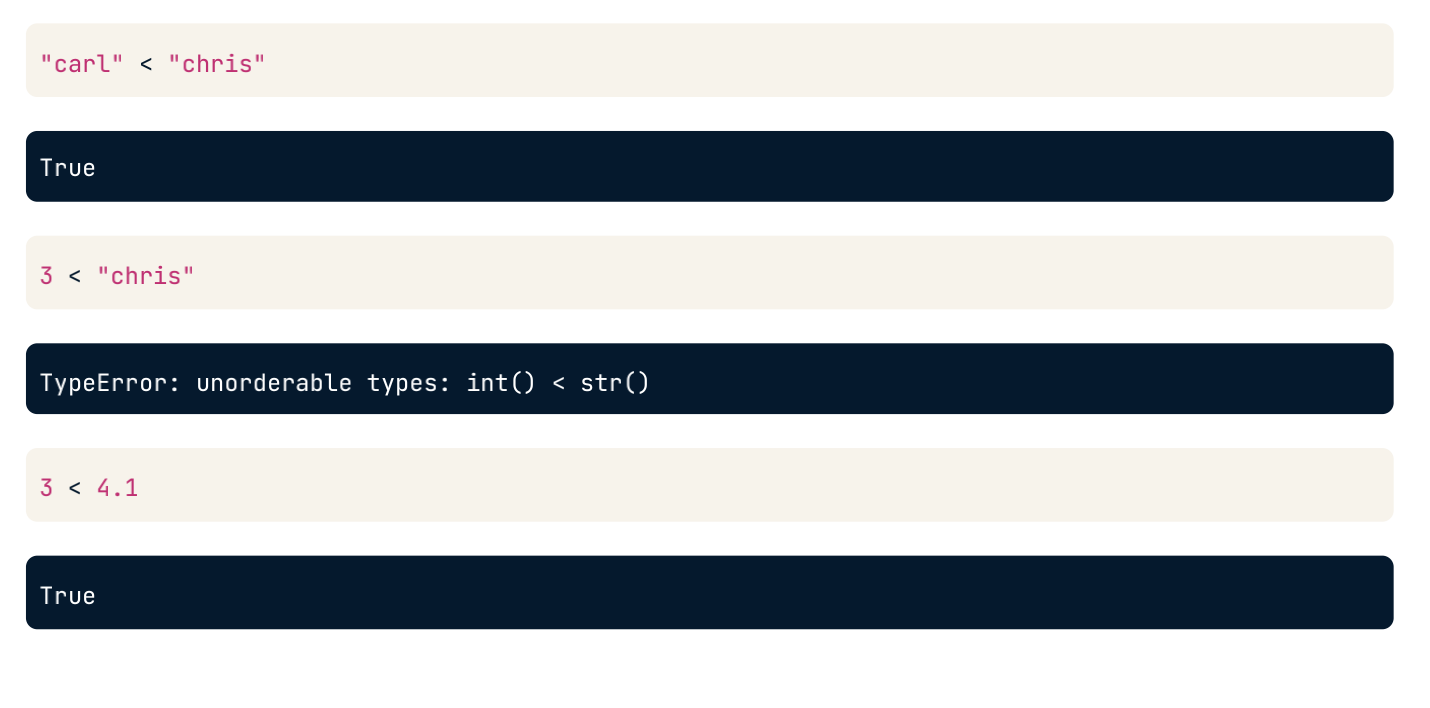 "carl" < "chris"
True
3 < "chris"
TypeError: unorderable types: int() < str()
3 < 4.1
True